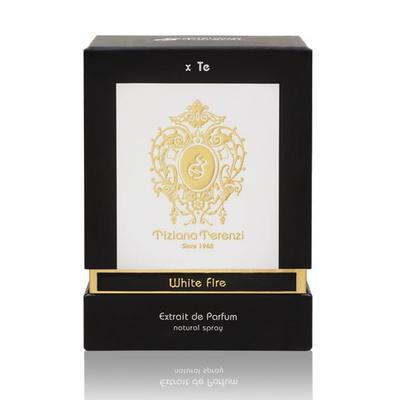 x Te
Tiziana Terenzi
Since 1968
White Fire
Extrait de Parfum
natural spray